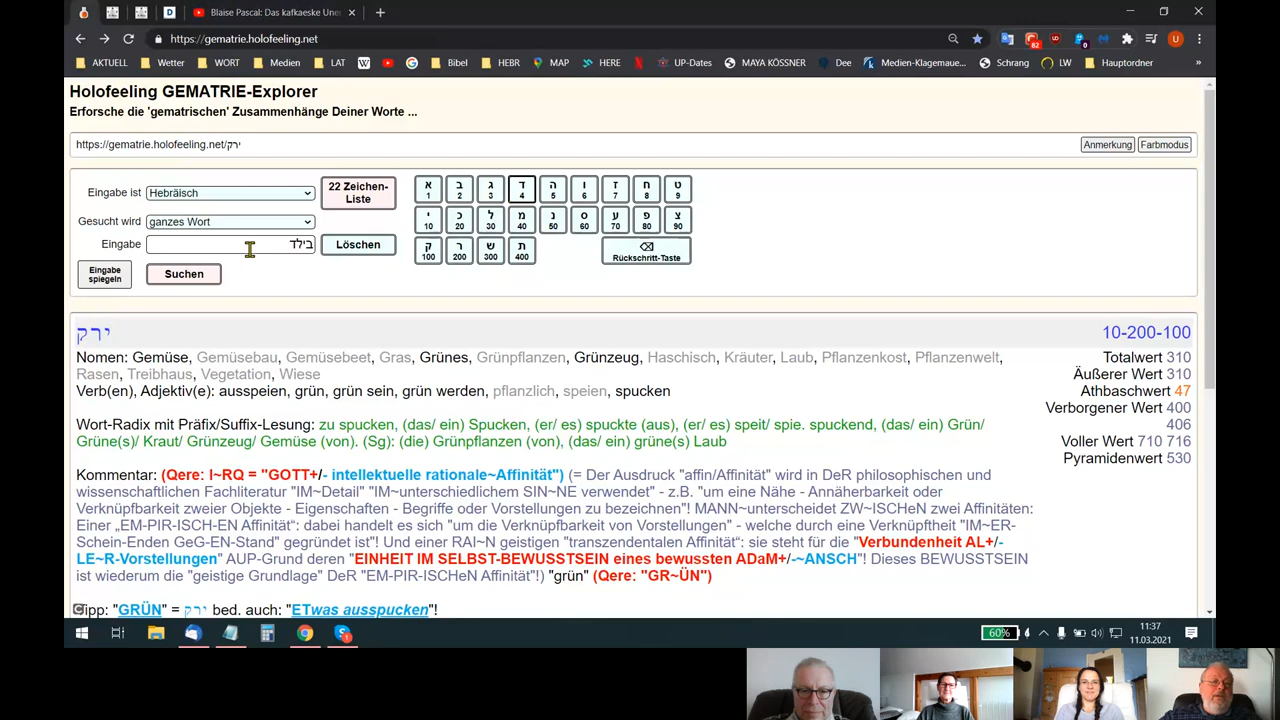 Blaise Pascal: Das kafkaeske Une
https://gematrie.holofeeling.net
AKTUELL Wetter WORT Medien LAT Bibel HEBR MAP HERE UP-Dates MAYA KÖSSNER Dee Medien-Klagemaue... Schrang LW Hauptordner
Holofeeling GEMATRIE-Explorer
Erforsche die 'gematrischen' Zusammenhänge Deiner Worte ...
https://gematrie.holofeeling.net/ירק Anmerkung Farbmodus
Eingabe ist Hebräisch 22 Zeichen-Liste
Gesucht wird ganzes Wort
Eingabe בילד Löschen
Eingabe spiegeln Suchen
א 1 ב 2 ג 3 ד 4 ה 5 ו 6 ז 7 ח 8 ט 9
י 10 כ 20 ל 30 מ 40 נ 50 ס 60 ע 70 פ 80 צ 90
ק 100 ר 200 ש 300 ת 400 Rückschritt-Taste
ירק 10-200-100
Nomen: Gemüse, Gemüsebau, Gemüsebeet, Gras, Grünes, Grünpflanzen, Grünzeug, Haschisch, Kräuter, Laub, Pflanzenkost, Pflanzenwelt,
Rasen, Treibhaus, Vegetation, Wiese
Verb(en), Adjektiv(e): ausspeien, grün, grün sein, grün werden, pflanzlich, speien, spucken
Totalwert 310
Äußerer Wert 310
Athbaschwert 47
Verborgener Wert 400
406
Voller Wert 710 716
Pyramidenwert 530
Wort-Radix mit Präfix/Suffix-Lesung: zu spucken, (das/ ein) Spucken, (er/ es) spuckte (aus), (er/ es) speit/ spie. spuckend, (das/ ein) Grün/
Grüne(s)/ Kraut/ Grünzeug/ Gemüse (von). (Sg): (die) Grünpflanzen (von), (das/ ein) grüne(s) Laub
Kommentar: (Qere: I~RQ = "GOTT+/- intellektuelle rationale~Affinität") (= Der Ausdruck "affin/Affinität" wird in DeR philosophischen und
wissenschaftlichen Fachliteratur "IM~Detail" "IM~unterschiedlichem SIN~NE verwendet" - z.B. "um eine Nähe - Annäherbarkeit oder
Verknüpfbarkeit zweier Objekte - Eigenschaften - Begriffe oder Vorstellungen zu bezeichnen"! MANN~unterscheidet ZW~ISCHeN zwei Affinitäten:
Einer „EM-PIR-ISCH-EN Affinität“: dabei handelt es sich "um die Verknüpfbarkeit von Vorstellungen" - welche durch eine Verknüpftheit "IM~ER-
Schein-Enden GeG-EN-Stand" gegründet ist"! Und einer RAI~N geistigen "transzendentalen Affinität“: sie steht für die "Verbundenheit AL+/-
LE~R-Vorstellungen" AUP-Grund deren "EINHEIT IM SELBST-BEWUSSTSEIN eines bewussten ADaM+/-~ANSCH"! Dieses BEWUSSTSEIN
ist wiederum die "geistige Grundlage" DeR "EM-PIR-ISCHeN Affinität"!) "grün" (Qere: "GR~ÜN")
Tipp: "GRÜN" = ירק bed. auch: "ETwas ausspucken"!
60%
11:37
11.03.2021